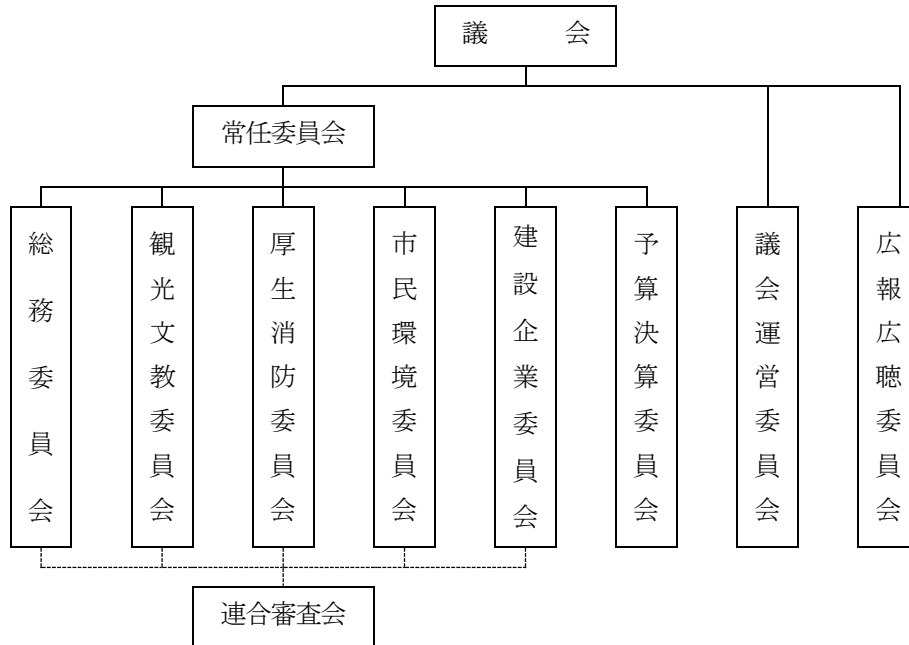 議　会
常任委員会
総務委員会
観光文教委員会
厚生消防委員会
市民環境委員会
建設企業委員会
予算決算委員会
議会運営委員会
広報広聴委員会
連合審査会